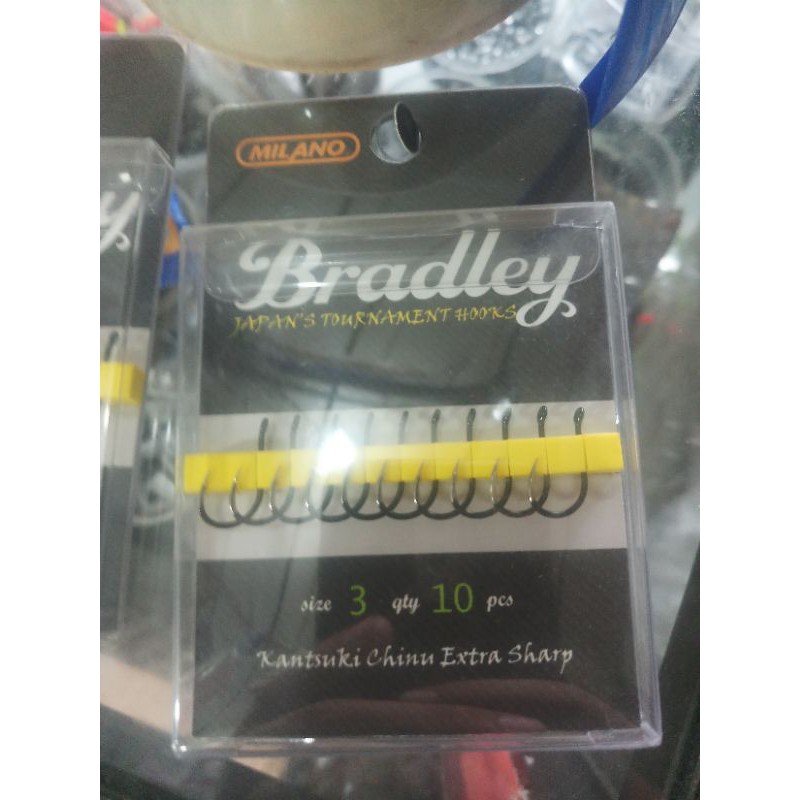 MILANO
Bradley
JAPAN'S TOURNAMENT HOOKS
size 3 qty 10 pcs
Kantsuki Chinu Extra Sharp
y